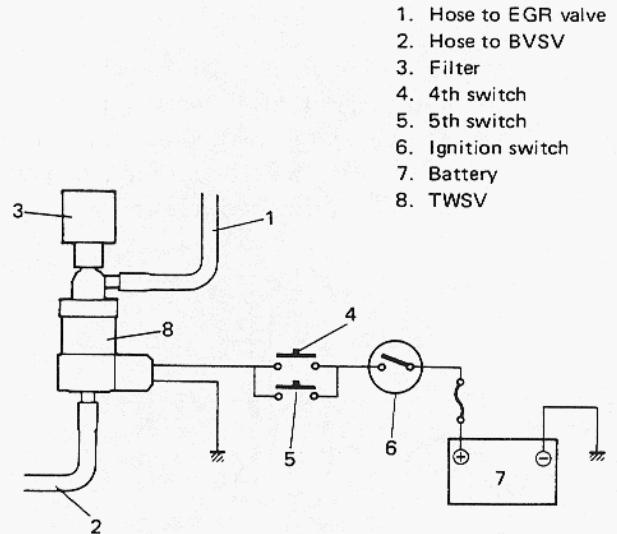 1. Hose to EGR valve
2. Hose to BVSV
3. Filter
4. 4th switch
5. 5th switch
6. Ignition switch
7. Battery
8. TWSV
3
1
8
4
5
6
7
2
+
−